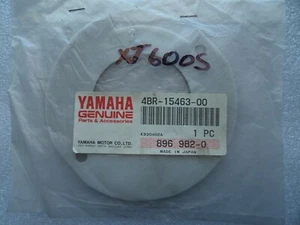 XT600S
YAMAHA
GENUINE
Parts & Accessories
4BR-15463-00
1 PC
YAMAHA MOTOR CO., LTD.
896 982-0
MADE IN JAPAN